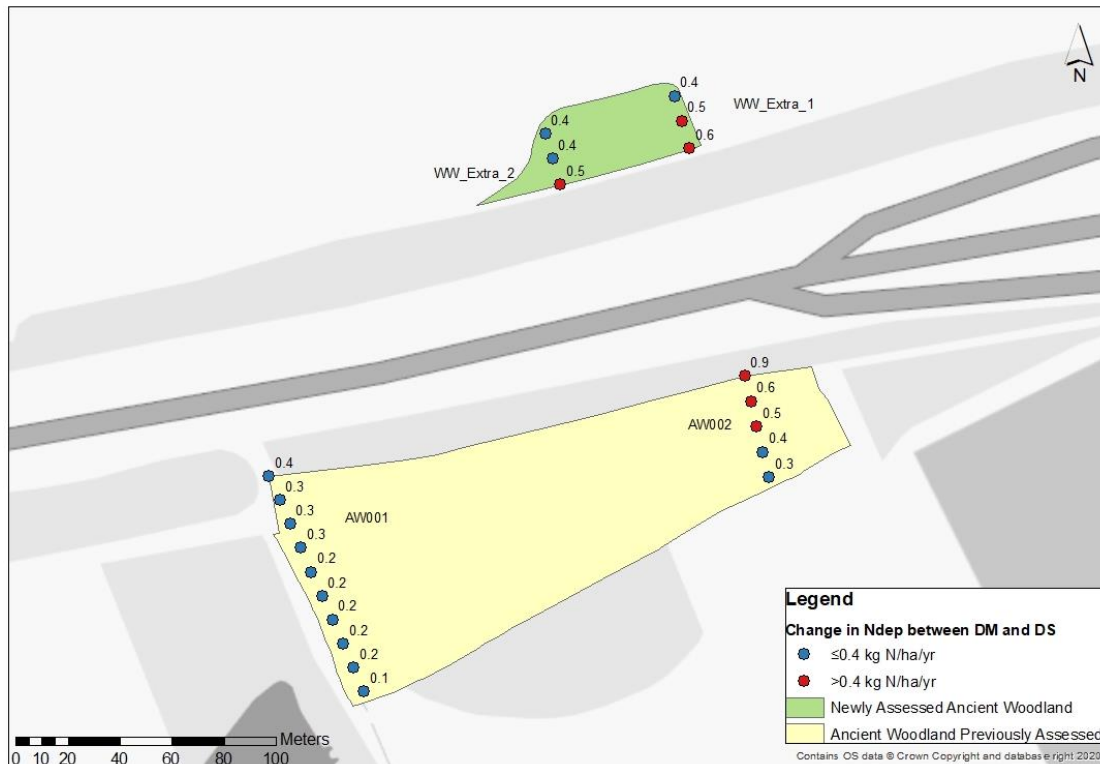 N
0.4
0.5
WW_Extra_1
0.4
0.6
0.4
WW_Extra_2
0.5
0.9
0.6
0.5
AW002
0.4
0.3
0.4
0.3
0.3
AW001
0.3
0.2
0.2
0.2
0.2
0.2
0.1
Legend
Change in Ndep between DM and DS
≤0.4 kg N/ha/yr
>0.4 kg N/ha/yr
Newly Assessed Ancient Woodland
Ancient Woodland Previously Assessed
Meters
0 10 20 40 60 80 100
Contains OS data © Crown Copyright and database right 2020